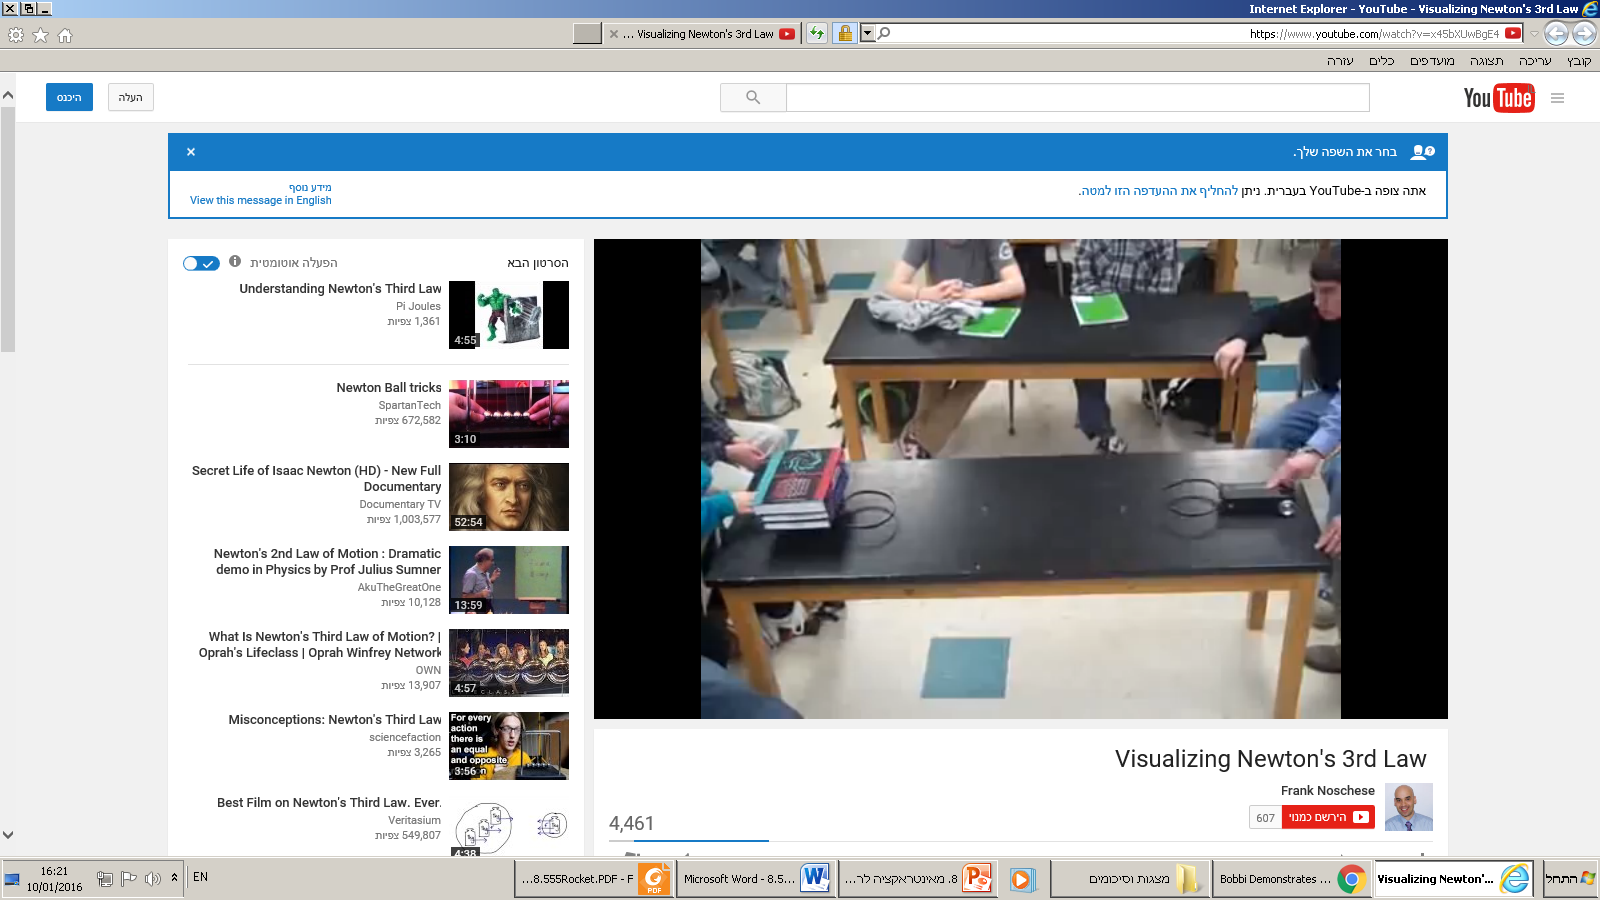 Internet Explorer - YouTube - Visualizing Newton's 3rd Law
https://www.youtube.com/watch?v=x45bXUwBgE4
... Visualizing Newton's 3rd Law
קובץ עריכה תצוגה מועדפים כלים עזרה
YouTube
העלה
היכנס
בחר את השפה שלך.
אתה צופה ב-YouTube בעברית. ניתן להחליף את ההעדפה הזו למטה.
מידע נוסף
View this message in English
הסרטון הבא
הפעלה אוטומטית
Understanding Newton's Third Law
Pi Joules
1,361 צפיות
4:55
Newton Ball tricks
SpartanTech
672,582 צפיות
3:10
Secret Life of Isaac Newton (HD) - New Full
Documentary
Documentary TV
1,003,577 צפיות
52:54
Newton's 2nd Law of Motion : Dramatic
demo in Physics by Prof Julius Sumner
AkuTheGreatOne
10,128 צפיות
13:59
What Is Newton's Third Law of Motion? |
Oprah's Lifeclass | Oprah Winfrey Network
OWN
13,907 צפיות
4:57
Misconceptions: Newton's Third Law
sciencefaction
3,265 צפיות
For every
action
there is
an equal
and opposite
3:56
Best Film on Newton's Third Law. Ever.
Veritasium
549,807 צפיות
4:38
Visualizing Newton's 3rd Law
Frank Noschese
הירשם כמנוי
607
4,461
התחל
Visualizing Newton'...
Bobbi Demonstrates ...
מצגות וסיכומים
8. מאינטראקציה לר...
Microsoft Word - 8.5...
8.555Rocket.PDF - F...
PDF
EN
16:21
10/01/2016